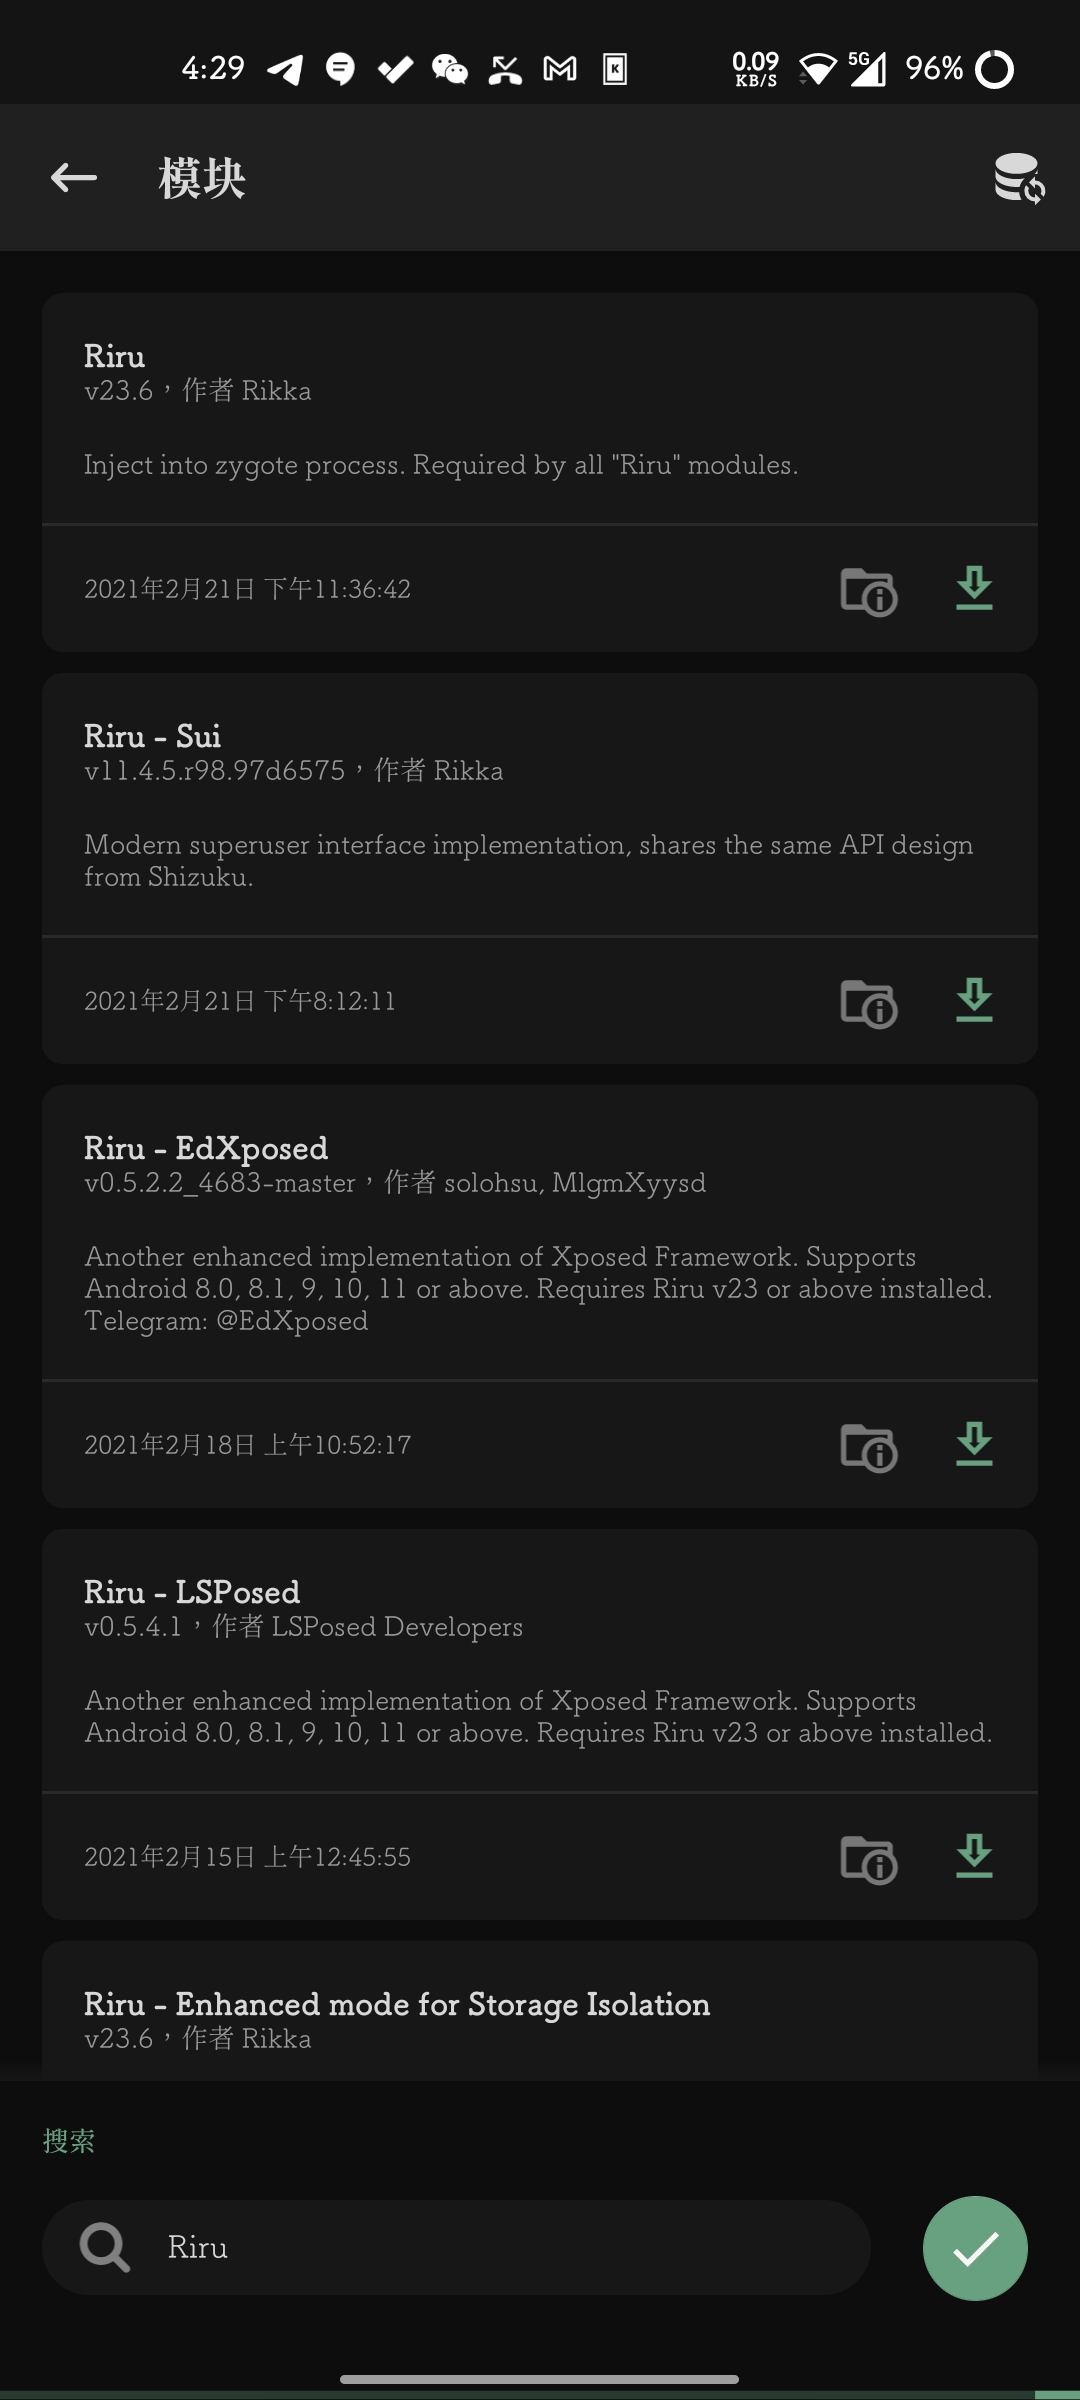 4:29
0.09
KB/S
5G
96%
模块
Riru
v23.6，作者 Rikka
Inject into zygote process. Required by all "Riru" modules.
2021年2月21日 下午11:36:42
Riru - Sui
v11.4.5.r98.97d6575，作者 Rikka
Modern superuser interface implementation, shares the same API design
from Shizuku.
2021年2月21日 下午8:12:11
Riru - EdXposed
v0.5.2.2_4683-master，作者 solohsu, MlgmXyysd
Another enhanced implementation of Xposed Framework. Supports
Android 8.0, 8.1, 9, 10, 11 or above. Requires Riru v23 or above installed.
Telegram: @EdXposed
2021年2月18日 上午10:52:17
Riru - LSPosed
v0.5.4.1，作者 LSPosed Developers
Another enhanced implementation of Xposed Framework. Supports
Android 8.0, 8.1, 9, 10, 11 or above. Requires Riru v23 or above installed.
2021年2月15日 上午12:45:55
Riru - Enhanced mode for Storage Isolation
v23.6，作者 Rikka
搜索
Riru